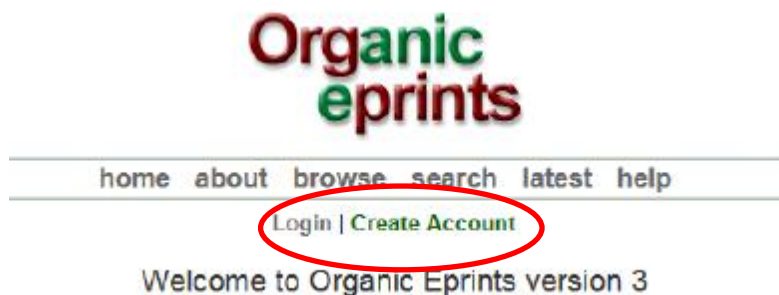 Organic
eprints
home about browse search latest help
Login | Create Account
Welcome to Organic Eprints version 3